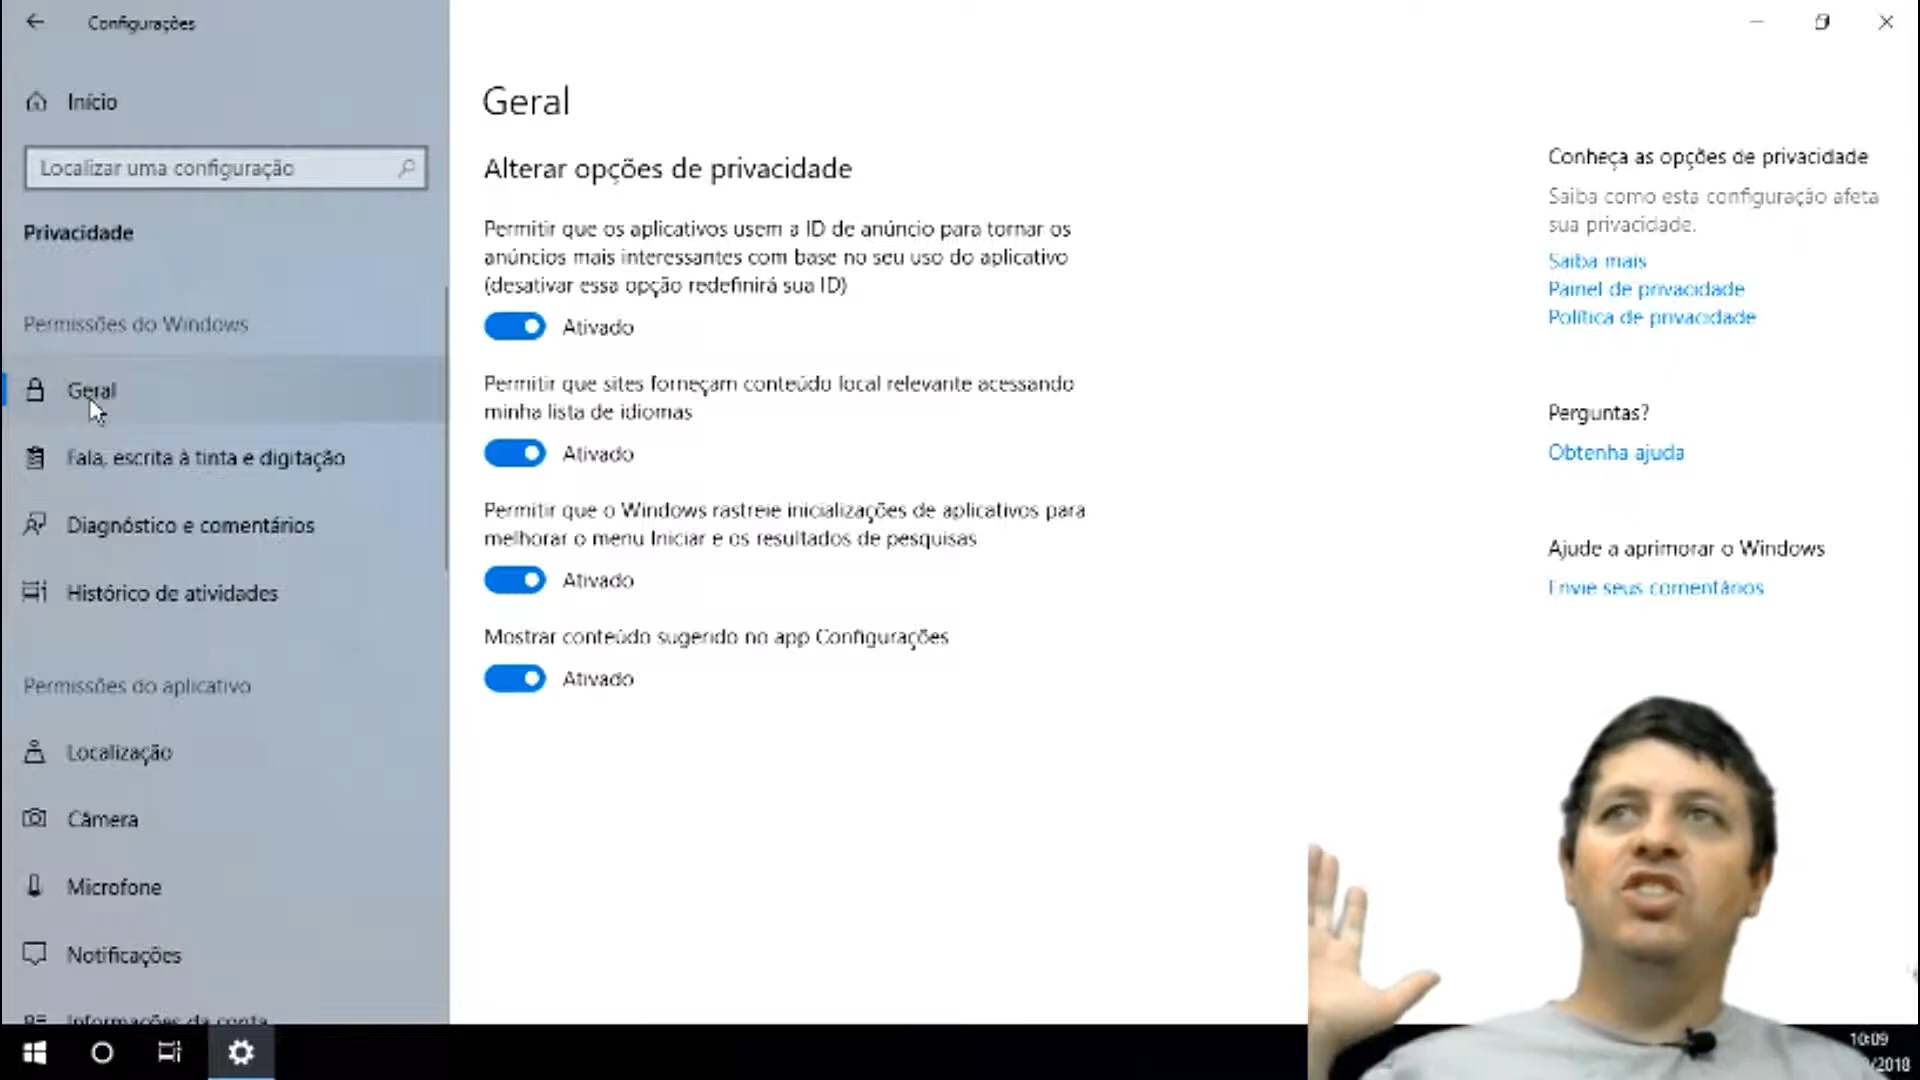 Configurações
Início
Localizar uma configuração
Privacidade
Permissões do Windows
Geral
Fala, escrita à tinta e digitação
Diagnóstico e comentários
Histórico de atividades
Permissões do aplicativo
Localização
Câmera
Microfone
Notificações
Informações da conta
Geral
Alterar opções de privacidade
Permitir que os aplicativos usem a ID de anúncio para tornar os
anúncios mais interessantes com base no seu uso do aplicativo
(desativar essa opção redefinirá sua ID)
Ativado
Permitir que sites forneçam conteúdo local relevante acessando
minha lista de idiomas
Ativado
Permitir que o Windows rastreie inicializações de aplicativos para
melhorar o menu Iniciar e os resultados de pesquisas
Ativado
Mostrar conteúdo sugerido no app Configurações
Ativado
Conheça as opções de privacidade
Saiba como esta configuração afeta
sua privacidade.
Saiba mais
Painel de privacidade
Política de privacidade
Perguntas?
Obtenha ajuda
Ajude a aprimorar o Windows
Envie seus comentários
10:09
/2018